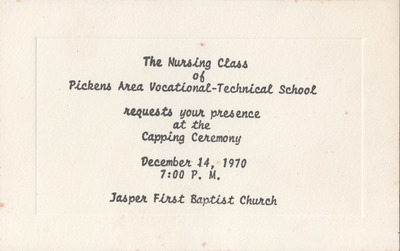 The Nursing Class
of
Pickens Area Vocational-Technical School
requests your presence
at the
Capping Ceremony
December 14, 1970
7:00 P. M.
Jasper First Baptist Church